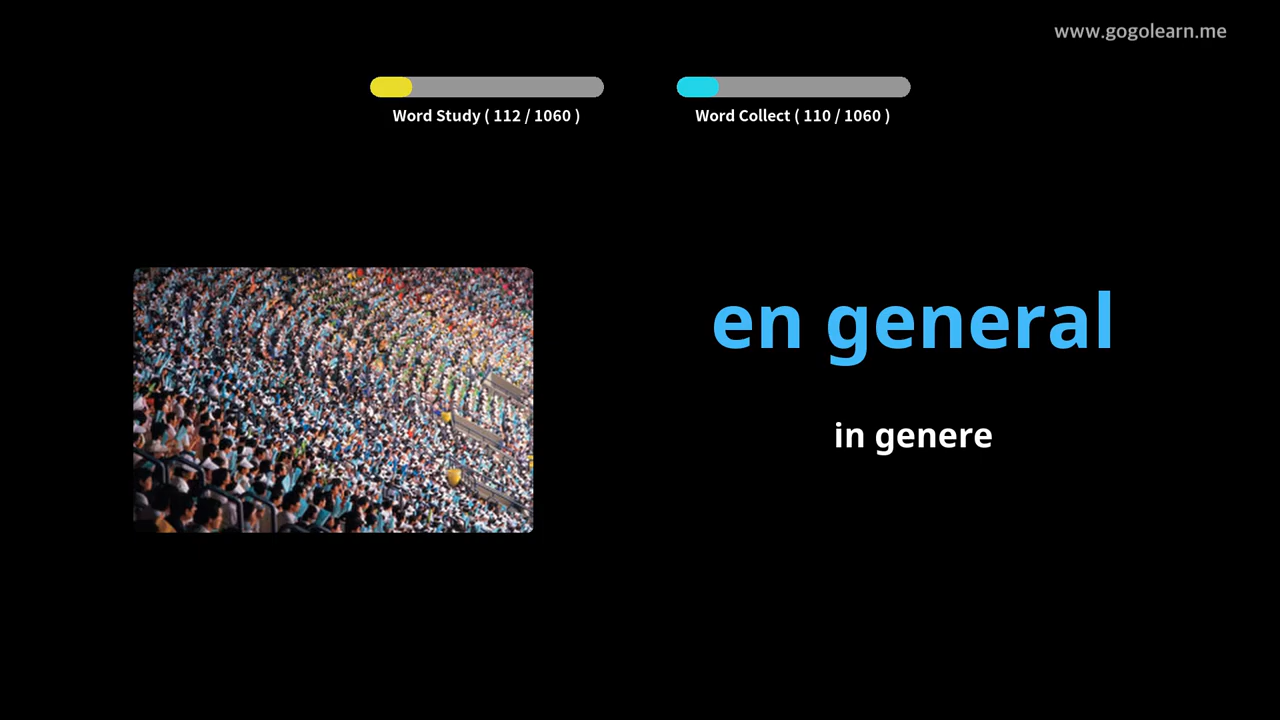 www.gogolearn.me
Word Study ( 112 / 1060 )
Word Collect ( 110 / 1060 )
en general
in genere